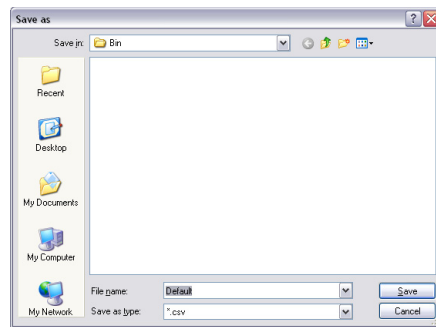 Save as
Save in: Bin
Recent
Desktop
My Documents
My Computer
My Network
File name: Default Save
Save as type: *.csv Cancel